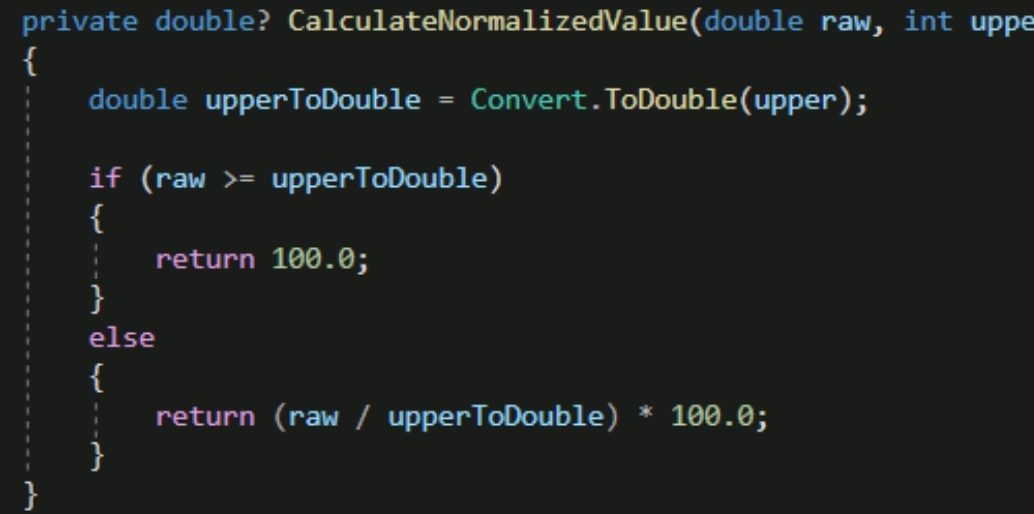 private double? CalculateNormalizedValue(double raw, int uppe
{
    double upperToDouble = Convert.ToDouble(upper);
    if (raw >= upperToDouble)
    {
        return 100.0;
    }
    else
    {
        return (raw / upperToDouble) * 100.0;
    }
}